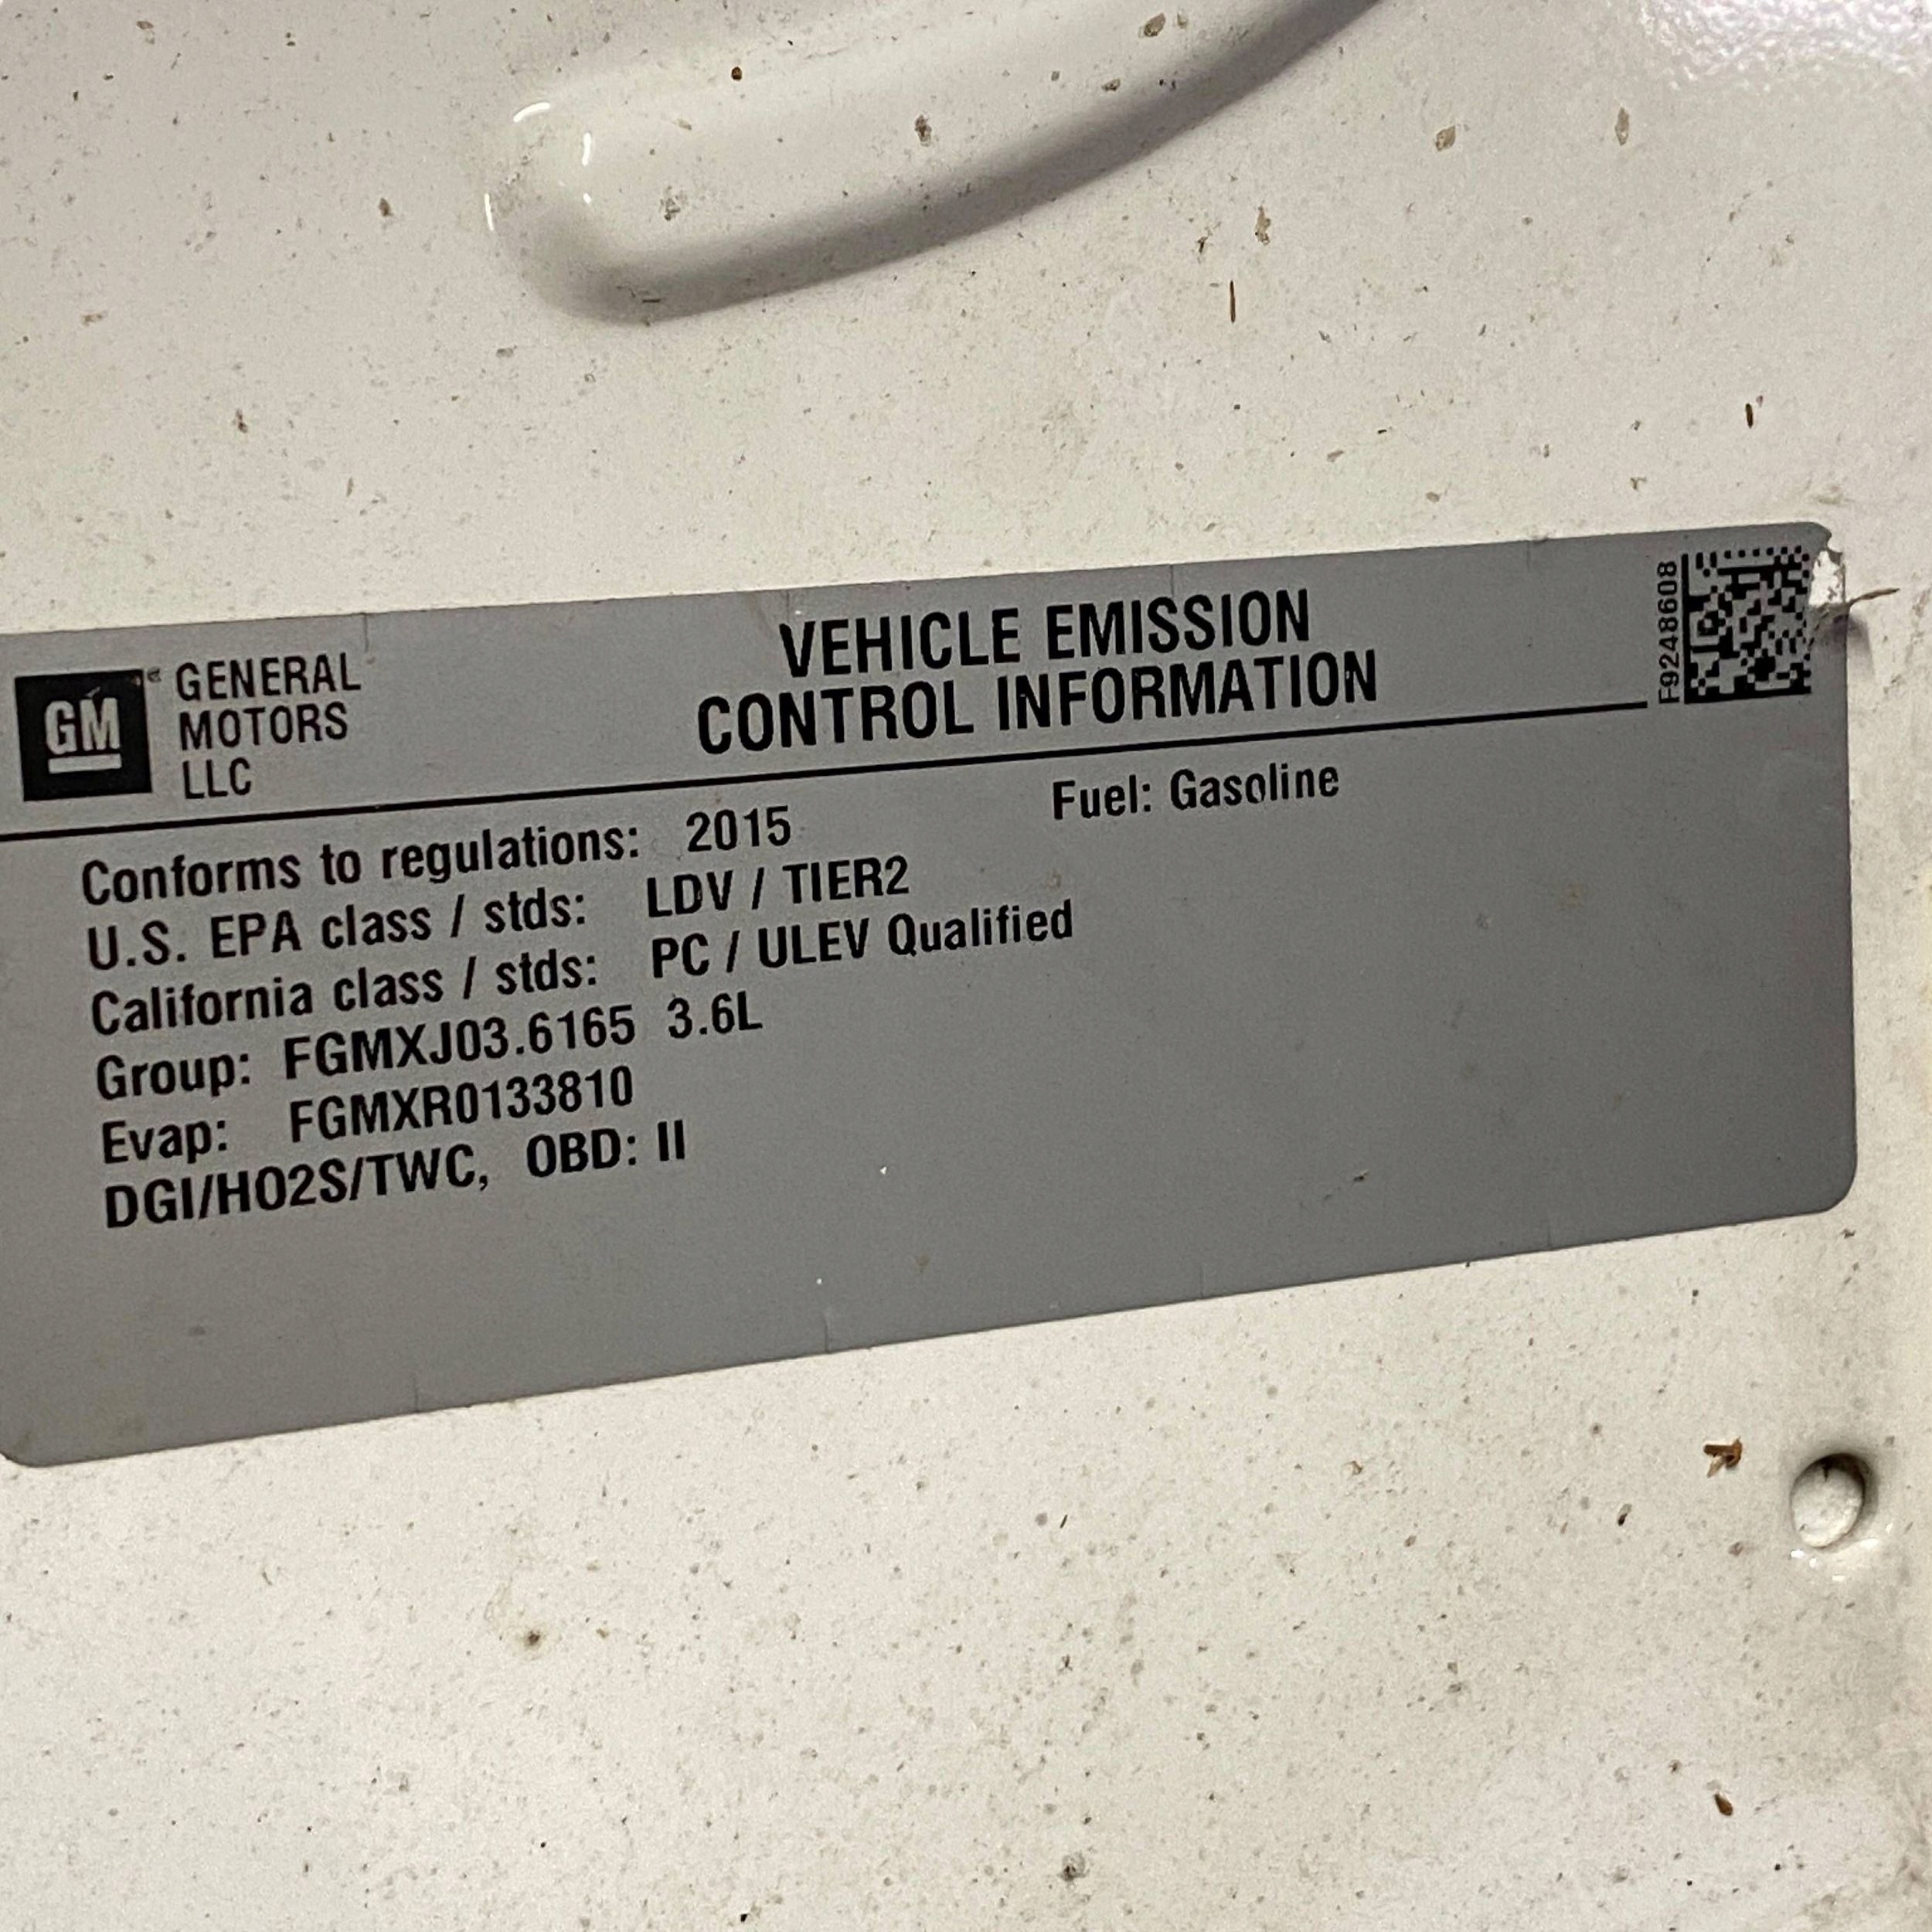 GM
GENERAL
MOTORS
LLC
VEHICLE EMISSION
CONTROL INFORMATION
F9248608
Conforms to regulations: 2015 Fuel: Gasoline
U.S. EPA class / stds: LDV / TIER2
California class / stds: PC / ULEV Qualified
Group: FGMXJ03.6165 3.6L
Evap: FGMXR0133810
DGI/HO2S/TWC, OBD: II